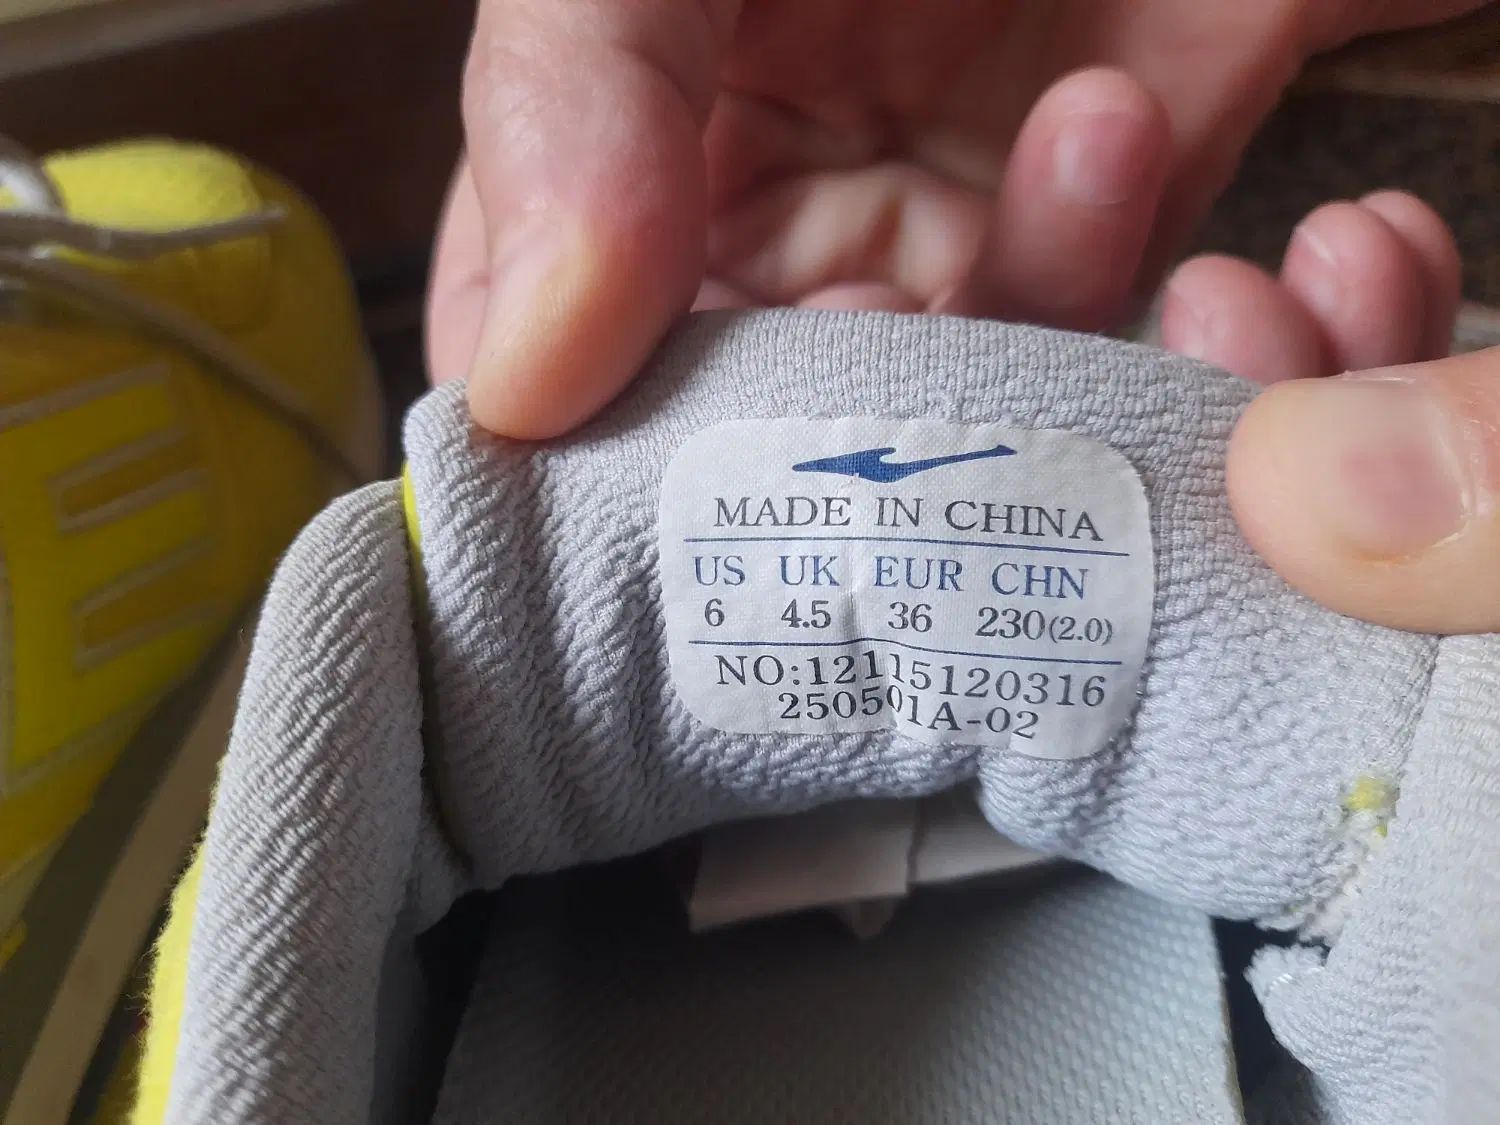 MADE IN CHINA
US UK EUR CHN
6 4.5 36 230(2.0)
NO:12115120316
250501A-02